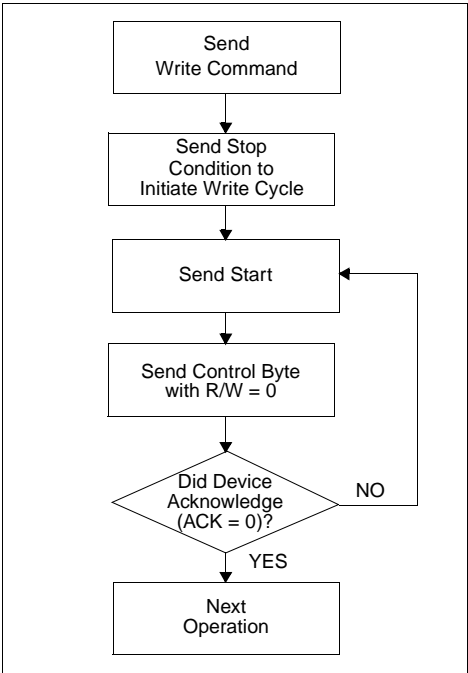 Send
Write Command
Send Stop
Condition to
Initiate Write Cycle
Send Start
Send Control Byte
with R/W = 0
Did Device
Acknowledge
(ACK = 0)?
NO
YES
Next
Operation